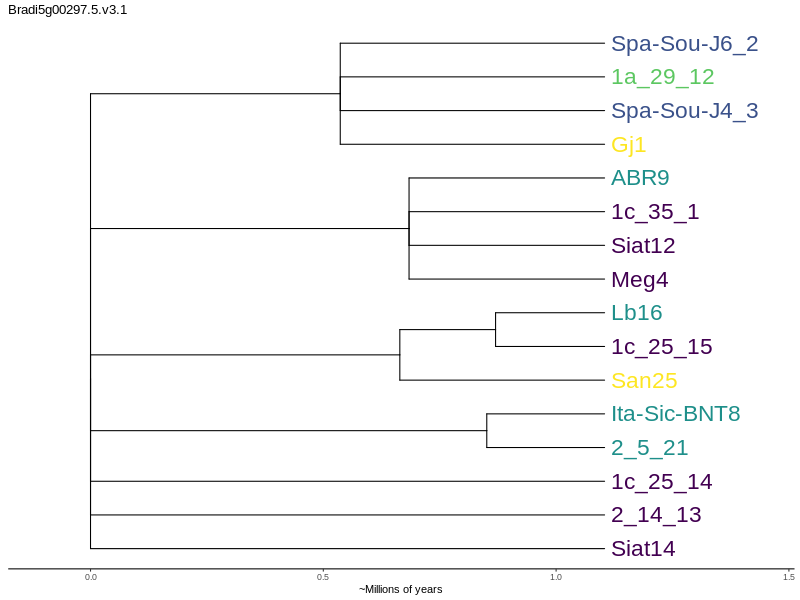 Bradi5g00297.5.v3.1
Spa-Sou-J6_2
1a_29_12
Spa-Sou-J4_3
Gj1
ABR9
1c_35_1
Siat12
Meg4
Lb16
1c_25_15
San25
Ita-Sic-BNT8
2_5_21
1c_25_14
2_14_13
Siat14
0.0 0.5 1.0 1.5
~Millions of years